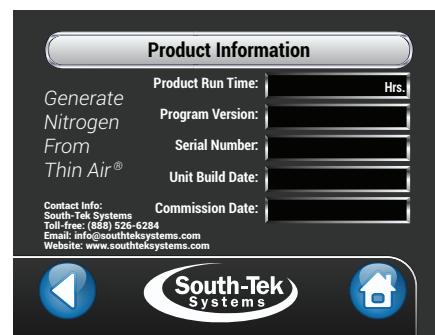 Product Information
Generate
Nitrogen
From
Thin Air®
Product Run Time:
Hrs.
Program Version:
Serial Number:
Unit Build Date:
Commission Date:
Contact Info:
South-Tek Systems
Toll-free: (888) 526-6284
Email: info@southteksystems.com
Website: www.southteksystems.com
South-Tek
Systems